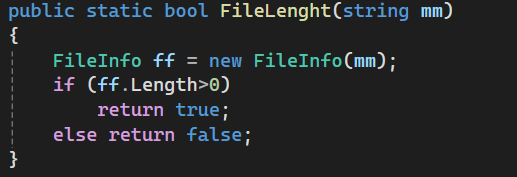 public static bool FileLenght(string mm)
{
    FileInfo ff = new FileInfo(mm);
    if (ff.Length>0)
        return true;
    else return false;
}